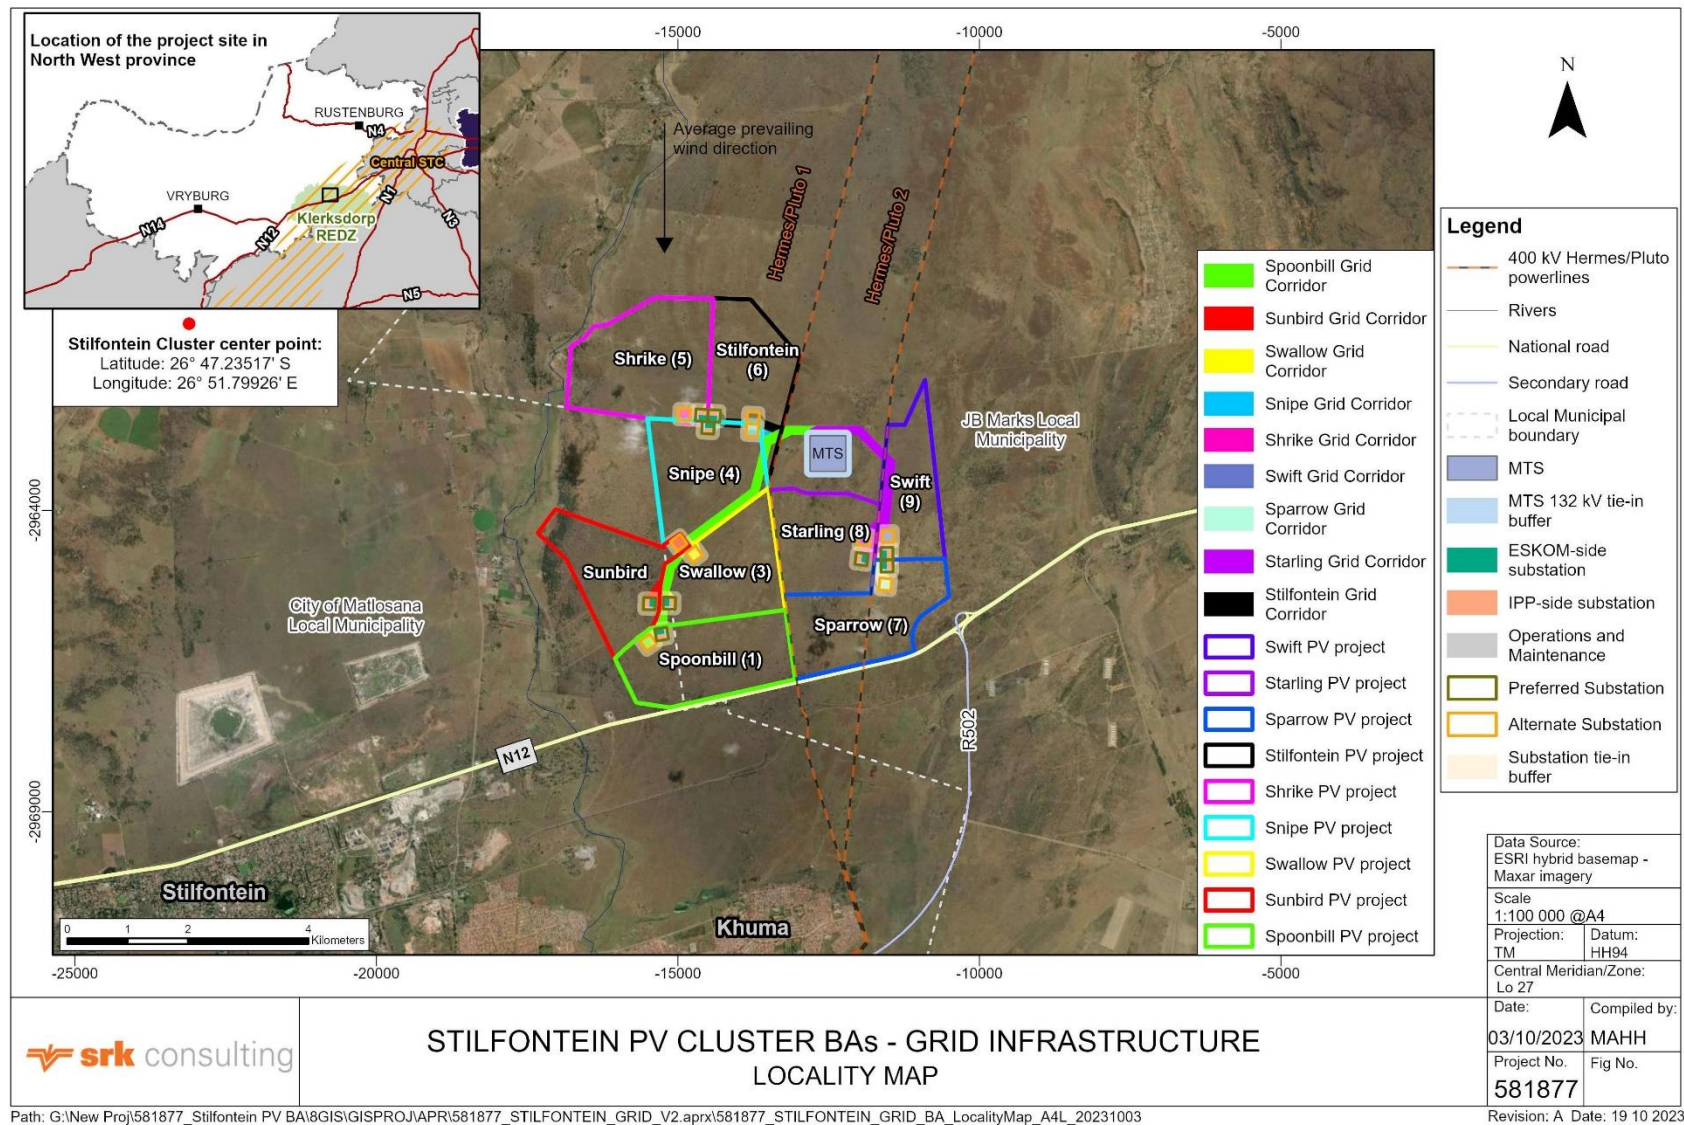 Location of the project site in
North West province
RUSTENBURG
N4
Central STC
VRYBURG
N1
Klerksdorp
REDZ
N14
N12
N3
N5
Stilfontein Cluster center point:
Latitude: 26° 47.23517' S
Longitude: 26° 51.79926' E
-15000
-10000
-5000
N
Average prevailing
wind direction
Hermes/Pluto 1
Hermes/Pluto 2
Shrike (5)
Stilfontein
(6)
JB Marks Local
Municipality
MTS
Snipe (4)
Swift
(9)
Starling (8)
Sunbird
Swallow (3)
City of Matlosana
Local Municipality
Sparrow (7)
Spoonbill (1)
N12
R502
Stilfontein
Khuma
0
1
2
4
Kilometers
-2964000
-2969000
-25000
-20000
-15000
-10000
-5000
Spoonbill Grid
Corridor
Sunbird Grid Corridor
Swallow Grid
Corridor
Snipe Grid Corridor
Shrike Grid Corridor
Swift Grid Corridor
Sparrow Grid
Corridor
Starling Grid Corridor
Stilfontein Grid
Corridor
Swift PV project
Starling PV project
Sparrow PV project
Stilfontein PV project
Shrike PV project
Snipe PV project
Swallow PV project
Sunbird PV project
Spoonbill PV project
Legend
400 kV Hermes/Pluto
powerlines
Rivers
National road
Secondary road
Local Municipal
boundary
MTS
MTS 132 kV tie-in
buffer
ESKOM-side
substation
IPP-side substation
Operations and
Maintenance
Preferred Substation
Alternate Substation
Substation tie-in
buffer
Data Source:
ESRI hybrid basemap -
Maxar imagery
Scale
1:100 000 @A4
Projection:
TM
Datum:
HH94
Central Meridian/Zone:
Lo 27
Date:
03/10/2023
Compiled by:
MAHH
Project No.
581877
Fig No.
srk consulting
STILFONTEIN PV CLUSTER BAs - GRID INFRASTRUCTURE
LOCALITY MAP
Path: G:\New Proj\581877_Stilfontein PV BA\8GIS\GISPROJ\APR\581877_STILFONTEIN_GRID_V2.aprx\581877_STILFONTEIN_GRID_BA_LocalityMap_A4L_20231003
Revision: A Date: 19 10 2023